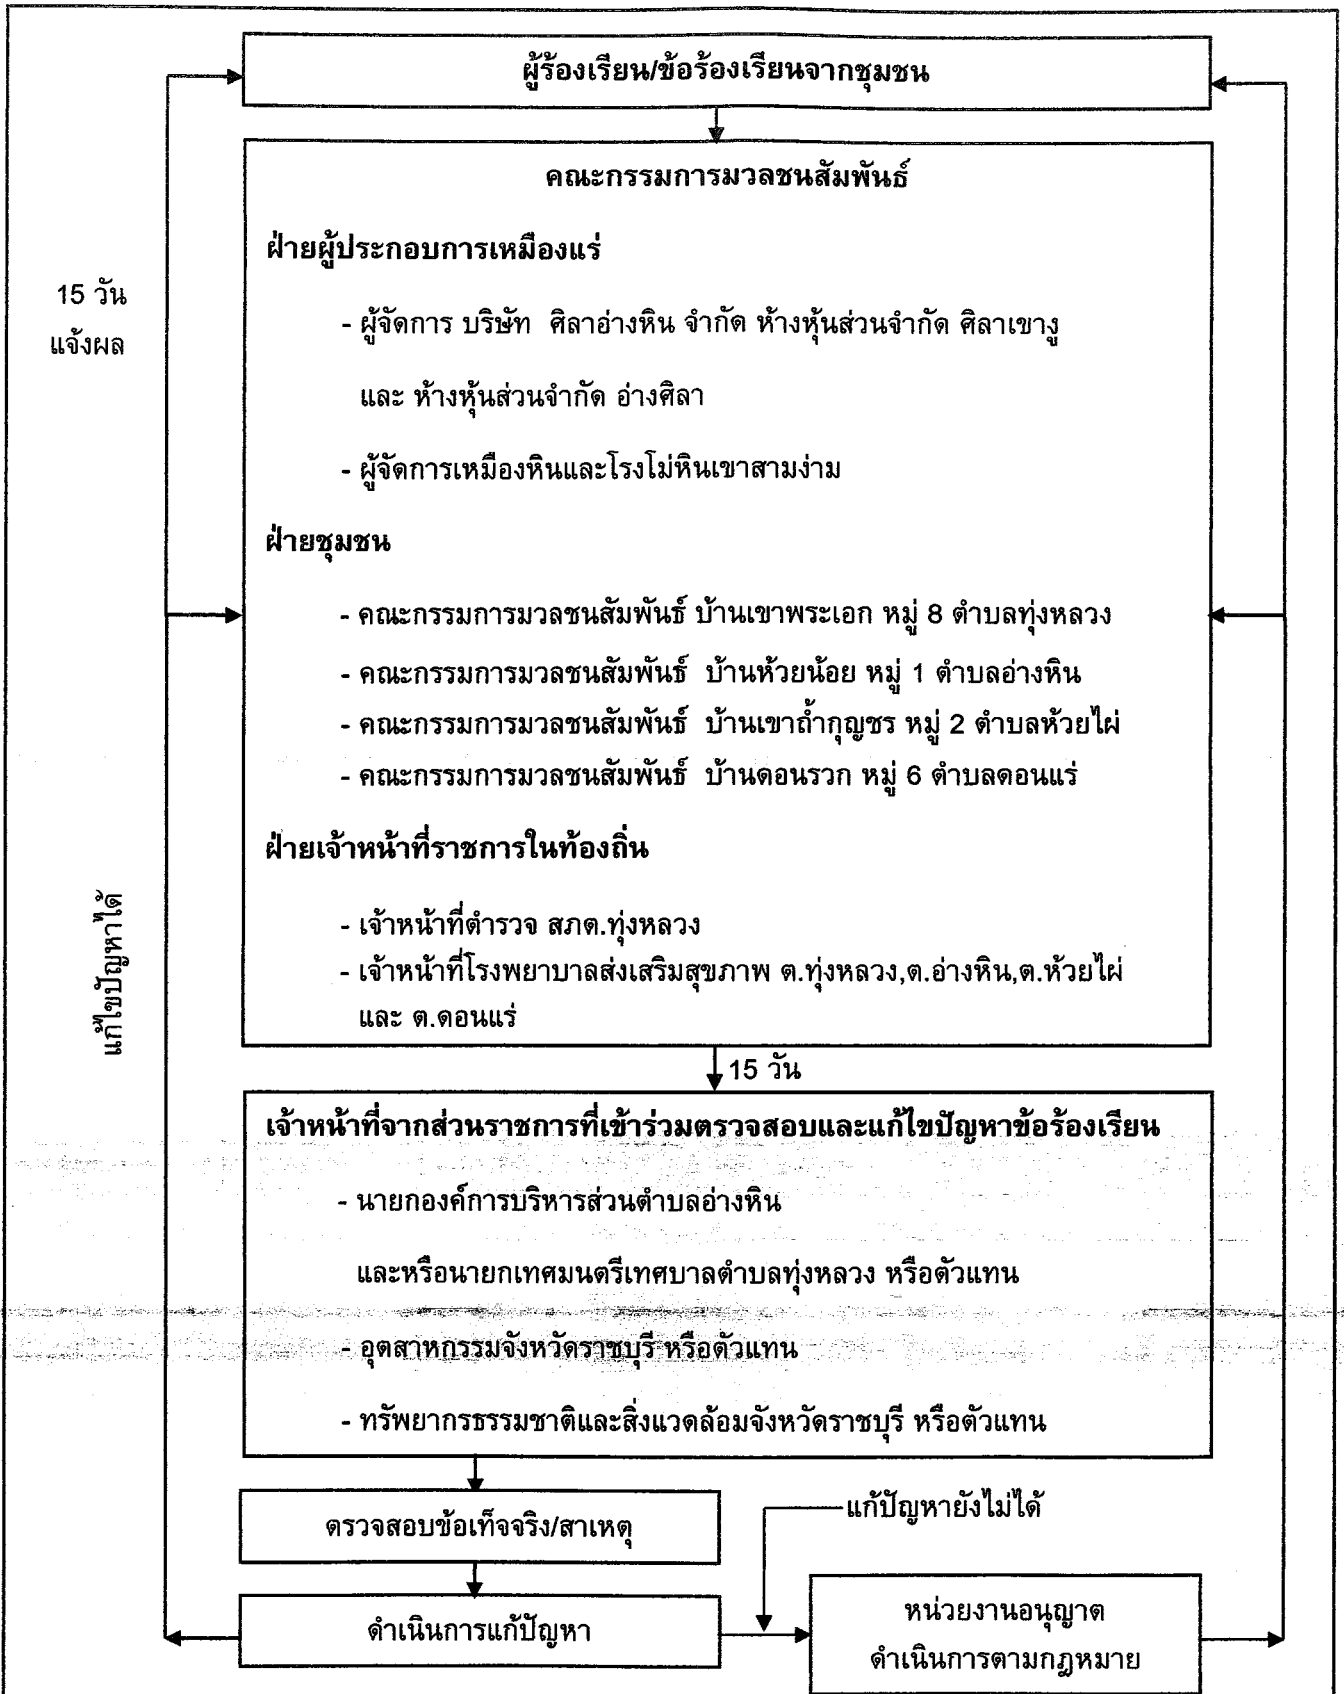 ผู้ร้องเรียน/ข้อร้องเรียนจากชุมชน
คณะกรรมการมวลชนสัมพันธ์
ฝ่ายผู้ประกอบการเหมืองแร่
- ผู้จัดการ บริษัท ศิลาอ่างหิน จำกัด ห้างหุ้นส่วนจำกัด ศิลาเขางู
และ ห้างหุ้นส่วนจำกัด อ่างศิลา
- ผู้จัดการเหมืองหินและโรงโม่หินเขาสามง่าม
ฝ่ายชุมชน
- คณะกรรมการมวลชนสัมพันธ์ บ้านเขาพระเอก หมู่ 8 ตำบลทุ่งหลวง
- คณะกรรมการมวลชนสัมพันธ์ บ้านห้วยน้อย หมู่ 1 ตำบลอ่างหิน
- คณะกรรมการมวลชนสัมพันธ์ บ้านเขาถ้ำกุญชร หมู่ 2 ตำบลห้วยไผ่
- คณะกรรมการมวลชนสัมพันธ์ บ้านดอนรวก หมู่ 6 ตำบลดอนแร่
ฝ่ายเจ้าหน้าที่ราชการในท้องถิ่น
- เจ้าหน้าที่ตำรวจ สภต.ทุ่งหลวง
- เจ้าหน้าที่โรงพยาบาลส่งเสริมสุขภาพ ต.ทุ่งหลวง,ต.อ่างหิน,ต.ห้วยไผ่
และ ต.ดอนแร่
15 วัน
แจ้งผล
แก้ไขปัญหาได้
15 วัน
เจ้าหน้าที่จากส่วนราชการที่เข้าร่วมตรวจสอบและแก้ไขปัญหาข้อร้องเรียน
- นายกองค์การบริหารส่วนตำบลอ่างหิน
และหรือนายกเทศมนตรีเทศบาลตำบลทุ่งหลวง หรือตัวแทน
- อุตสาหกรรมจังหวัดราชบุรี หรือตัวแทน
- ทรัพยากรธรรมชาติและสิ่งแวดล้อมจังหวัดราชบุรี หรือตัวแทน
ตรวจสอบข้อเท็จจริง/สาเหตุ
แก้ปัญหายังไม่ได้
ดำเนินการแก้ปัญหา
หน่วยงานอนุญาต
ดำเนินการตามกฎหมาย